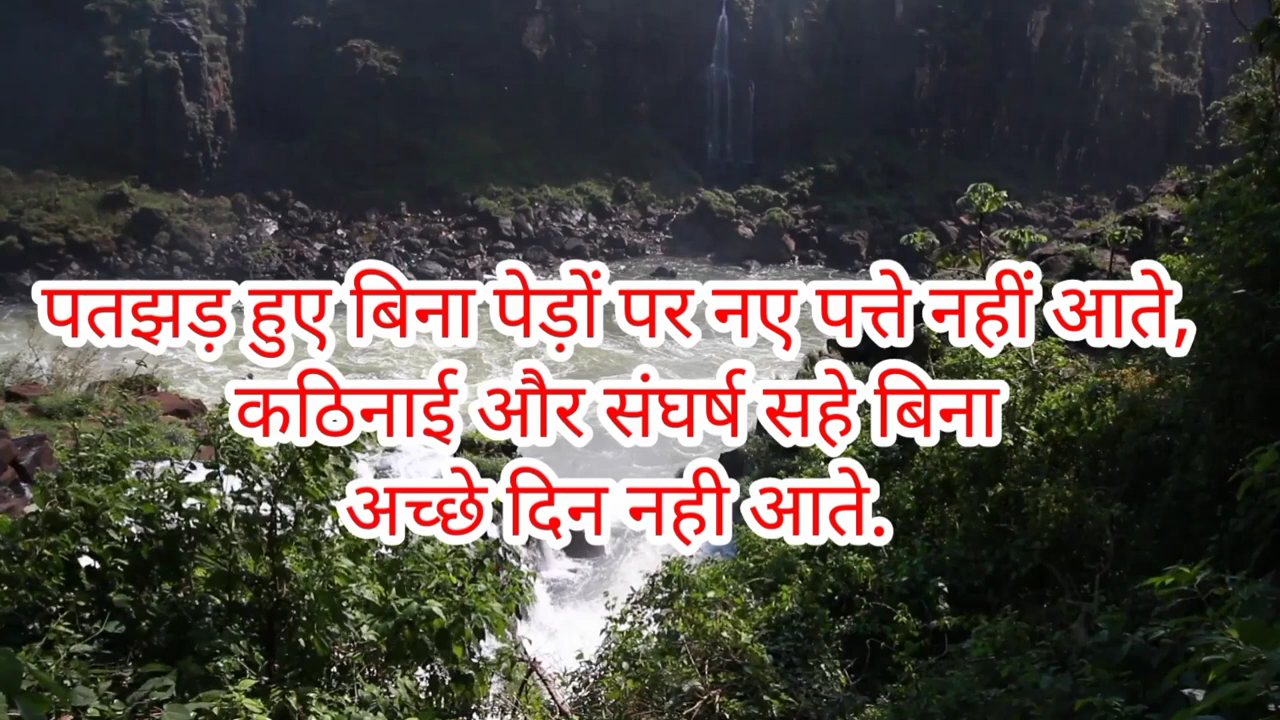 पतझड़ हुए बिना पेड़ों पर नए पत्ते नहीं आते,
कठिनाई और संघर्ष सहे बिना
अच्छे दिन नही आते.